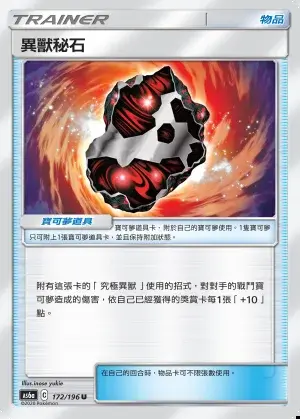 TRAINER
物品
異獸秘石
寶可夢道具
寶可夢道具卡,附於自己的寶可夢使用。1隻寶可夢
只可附上1張寶可夢道具卡,並且保持附加狀態。
附有這張卡的「究極異獸」使用的招式,對對手的戰鬥寶
可夢造成的傷害,依自己已經獲得的獎賞卡每1張「+10」
點。
Illus.inose yukie
AS6a C 172/196 U
©2025 Pokémon
在自己的回合時,物品卡可不限張數使用。